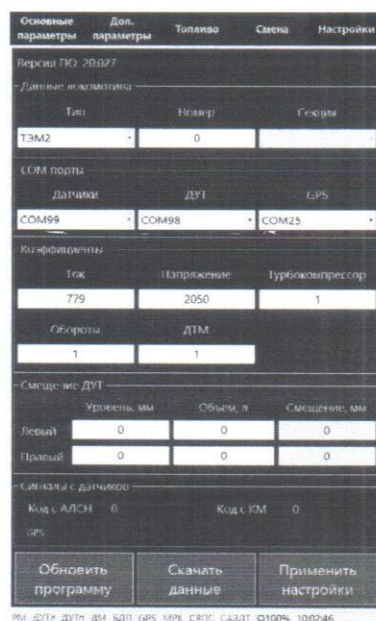 Основные параметры Доп. параметры Топливо Смена Настройки
Версия ПО: 20.027
Данные локомотива
Тип Номер Секция
ТЭМ2 0
COM порты
Датчики ДУТ GPS
COM99 COM98 COM25
Коэффициенты
Ток Напряжение Турбокомпрессор
779 2050 1
Обороты ДТМ
1 1
Смещение ДУТ
Уровень, мм Объем, л Смещение, мм
Левый 0 0 0
Правый 0 0 0
Сигналы с датчиков
Код с АЛСН 0 Код с КМ 0
GPS
Обновить программу Скачать данные Применить настройки
РМ ДУТл ДУТп ДМ БДП GPS МРК СВПС САЗДТ 100% 10:02:46